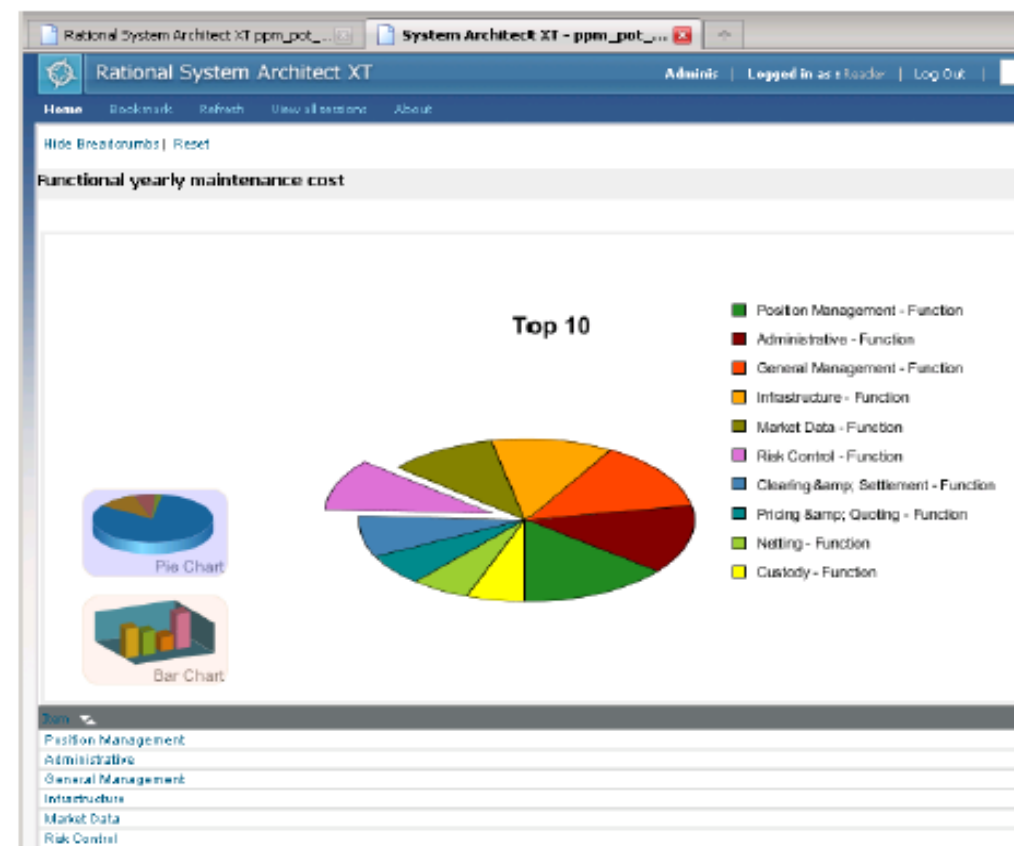 Rational System Architect XT ppm_pot_... System Architect XT - ppm_pot_...
Rational System Architect XT Adminis | Logged in as : Reader | Log Out |
Home Bookmark Refresh View all sessions About
Hide Breadcrumbs | Reset
Functional yearly maintenance cost
Top 10
Position Management - Function
Administrative - Function
General Management - Function
Infrastructure - Function
Market Data - Function
Risk Control - Function
Clearing &amp; Settlement - Function
Pricing &amp; Quoting - Function
Netting - Function
Custody - Function
Pie Chart
Bar Chart
Item
Position Management
Administrative
General Management
Infrastructure
Market Data
Risk Control